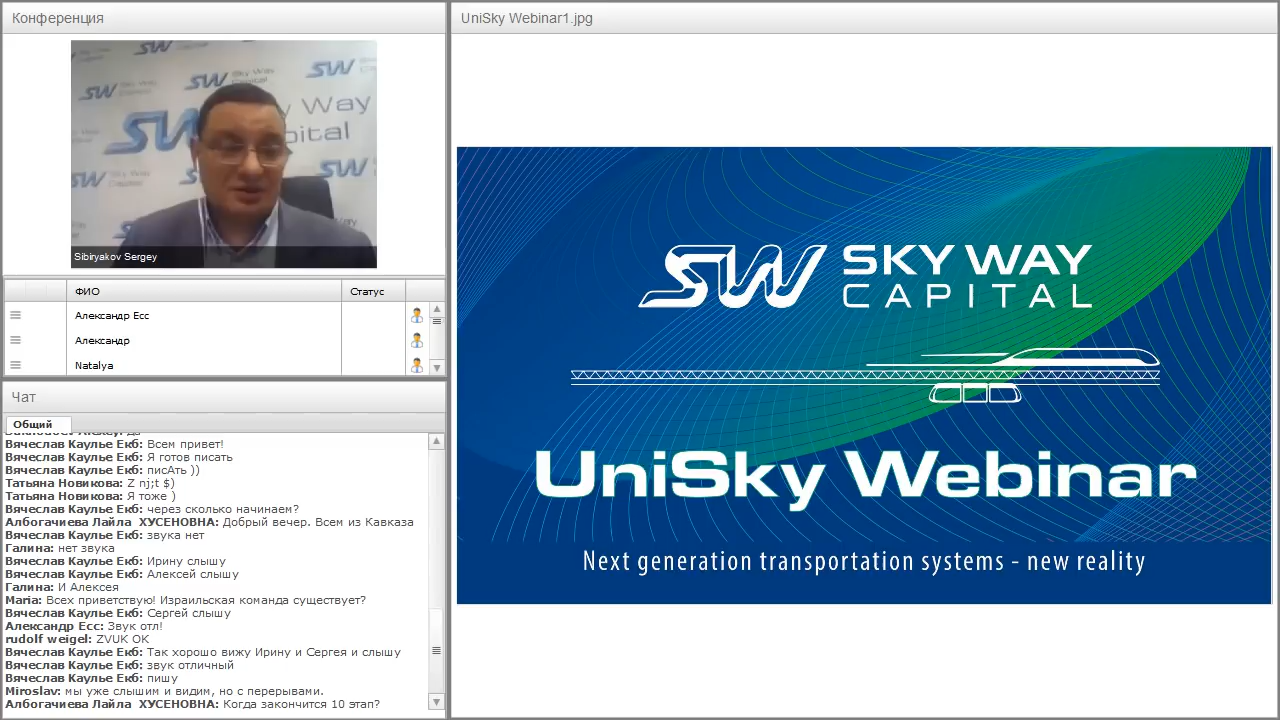 Конференция
SW Sky Way Capital
Sibiryakov Sergey
ФИО
Статус
Александр Есс
Александр
Natalya
Чат
Общий
Вячеслав Каулье Екб: Всем привет!
Вячеслав Каулье Екб: Я готов писать
Вячеслав Каулье Екб: писАть ))
Татьяна Новикова: Z nj;t $)
Татьяна Новикова: Я тоже )
Вячеслав Каулье Екб: через сколько начинаем?
Албогачиева Лайла ХУСЕНОВНА: Добрый вечер. Всем из Кавказа
Вячеслав Каулье Екб: звука нет
Галина: нет звука
Вячеслав Каулье Екб: Ирину слышу
Вячеслав Каулье Екб: Алексей слышу
Галина: И Алексея
Maria: Всех приветствую! Израильская команда существует?
Вячеслав Каулье Екб: Сергей слышу
Александр Есс: Звук отл!
rudolf weigel: ZVUK OK
Вячеслав Каулье Екб: Так хорошо вижу Ирину и Сергея и слышу
Вячеслав Каулье Екб: звук отличный
Вячеслав Каулье Екб: пишу
Miroslav: мы уже слышим и видим, но с перерывами.
Албогачиева Лайла ХУСЕНОВНА: Когда закончится 10 этап?
UniSky Webinar1.jpg
SW SKY WAY
CAPITAL
UniSky Webinar
Next generation transportation systems - new reality